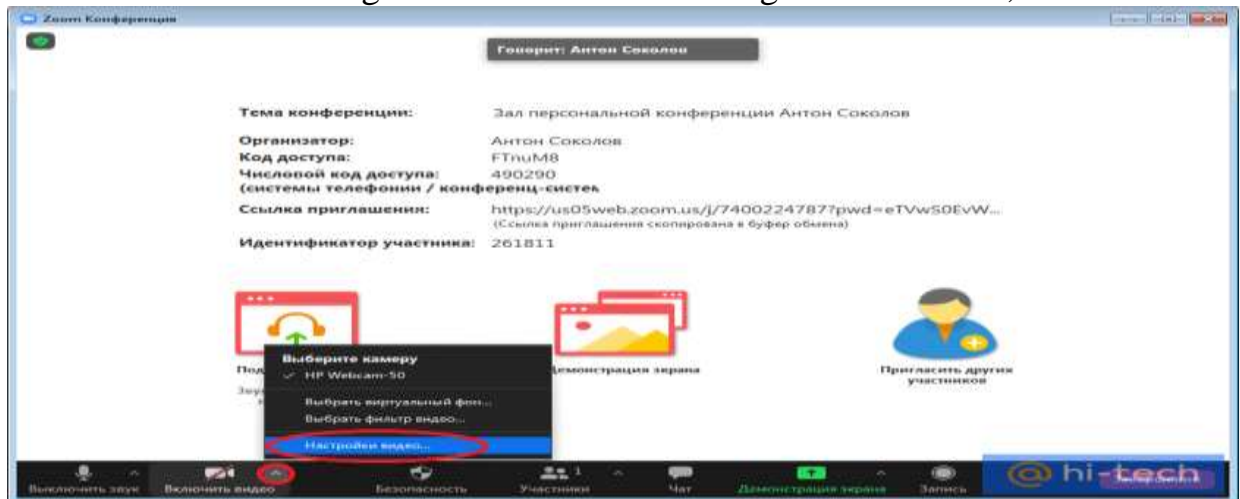 Zoom Конференция
Говорит: Антон Соколов
Тема конференции: Зал персональной конференции Антон Соколов
Организатор: Антон Соколов
Код доступа: FTnuM8
Числовой код доступа: 490290
(системы телефонии / конференц-систем
Ссылка приглашения: https://us05web.zoom.us/j/7400224787?pwd=eTVwS0EvW...
(Ссылка приглашения скопирована в буфер обмена)
Идентификатор участника: 261811
Выберите камеру
✓ HP Webcam-50
Демонстрация экрана
Пригласить других
участников
Выбрать виртуальный фон...
Выбрать фильтр видео...
Настройки видео...
1
Выключить звук Включить видео Безопасность Участники Чат Демонстрация экрана Запись
@ hi-tech